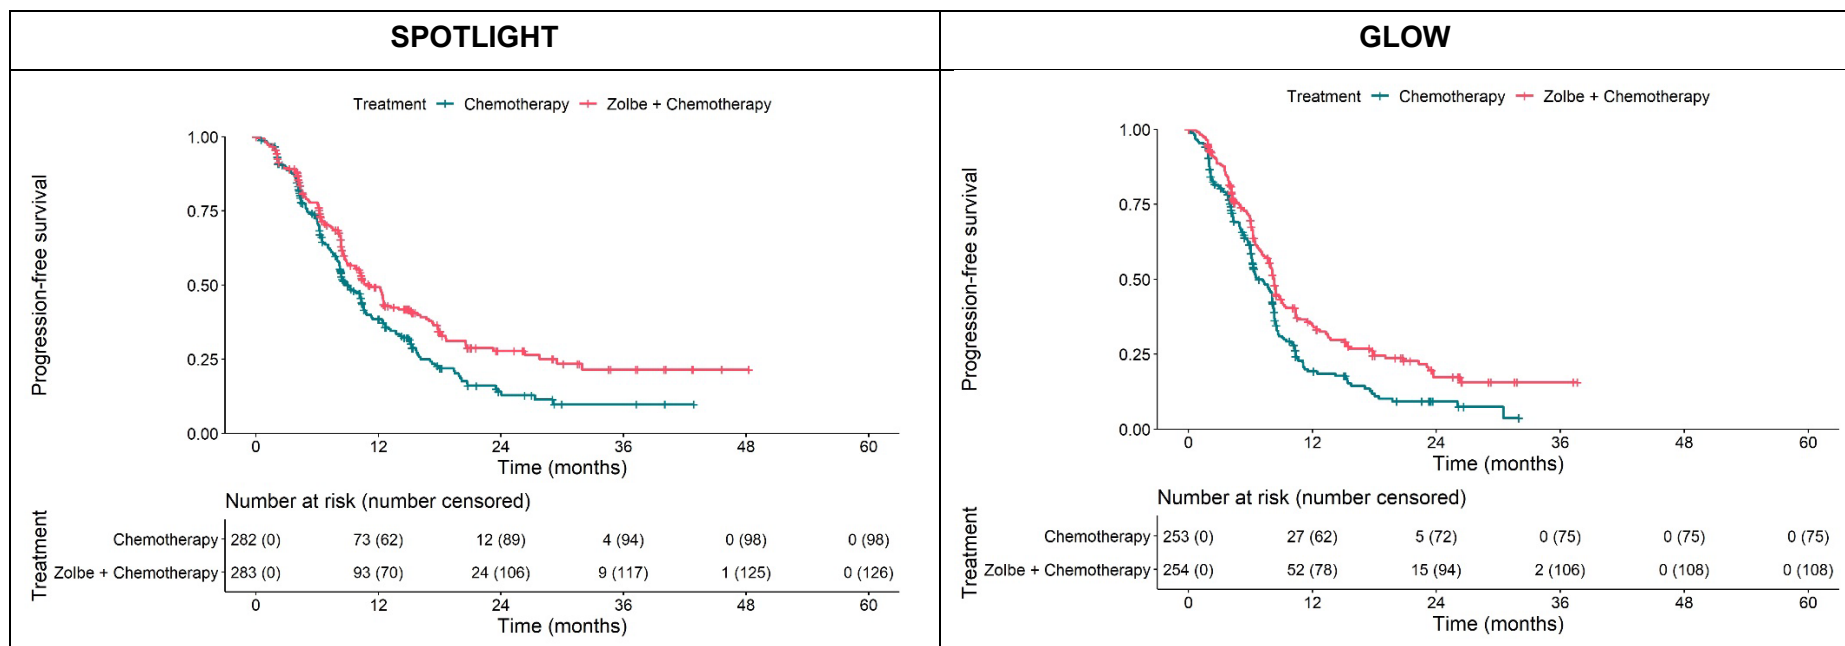 SPOTLIGHT
GLOW
Treatment Chemotherapy Zolbe + Chemotherapy
Progression-free survival
1.00
0.75
0.50
0.25
0.00
0 12 24 36 48 60
Time (months)
Number at risk (number censored)
Treatment
Chemotherapy 282 (0) 73 (62) 12 (89) 4 (94) 0 (98) 0 (98)
Zolbe + Chemotherapy 283 (0) 93 (70) 24 (106) 9 (117) 1 (125) 0 (126)
0 12 24 36 48 60
Time (months)
Treatment Chemotherapy Zolbe + Chemotherapy
Progression-free survival
1.00
0.75
0.50
0.25
0.00
0 12 24 36 48 60
Time (months)
Number at risk (number censored)
Treatment
Chemotherapy 253 (0) 27 (62) 5 (72) 0 (75) 0 (75) 0 (75)
Zolbe + Chemotherapy 254 (0) 52 (78) 15 (94) 2 (106) 0 (108) 0 (108)
0 12 24 36 48 60
Time (months)